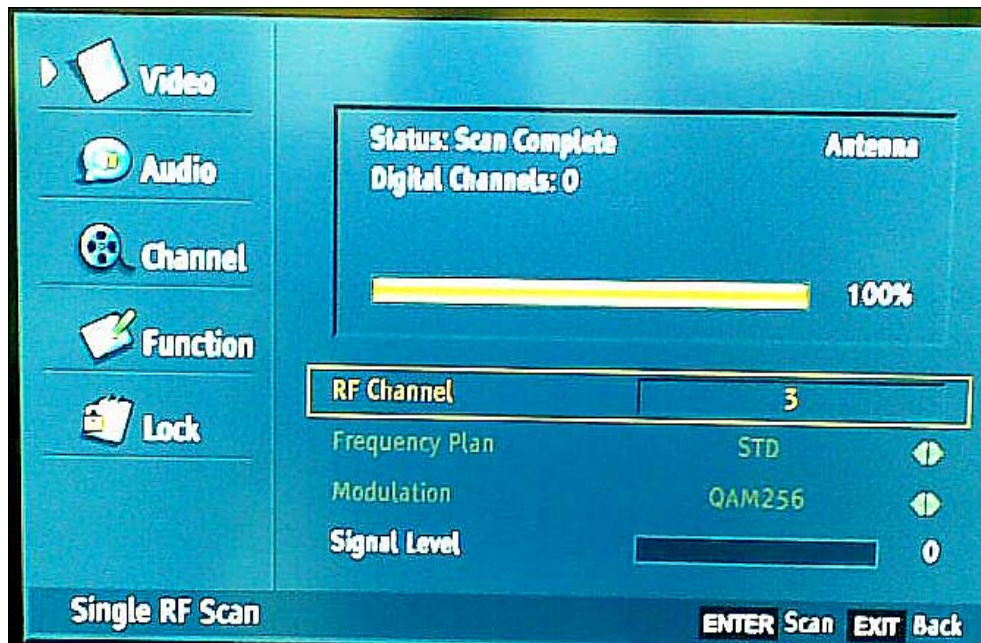 Video
Audio
Channel
Function
Lock
Status: Scan Complete Antenna
Digital Channels: 0
100%
RF Channel 3
Frequency Plan STD
Modulation QAM256
Signal Level 0
Single RF Scan ENTER Scan EXIT Back